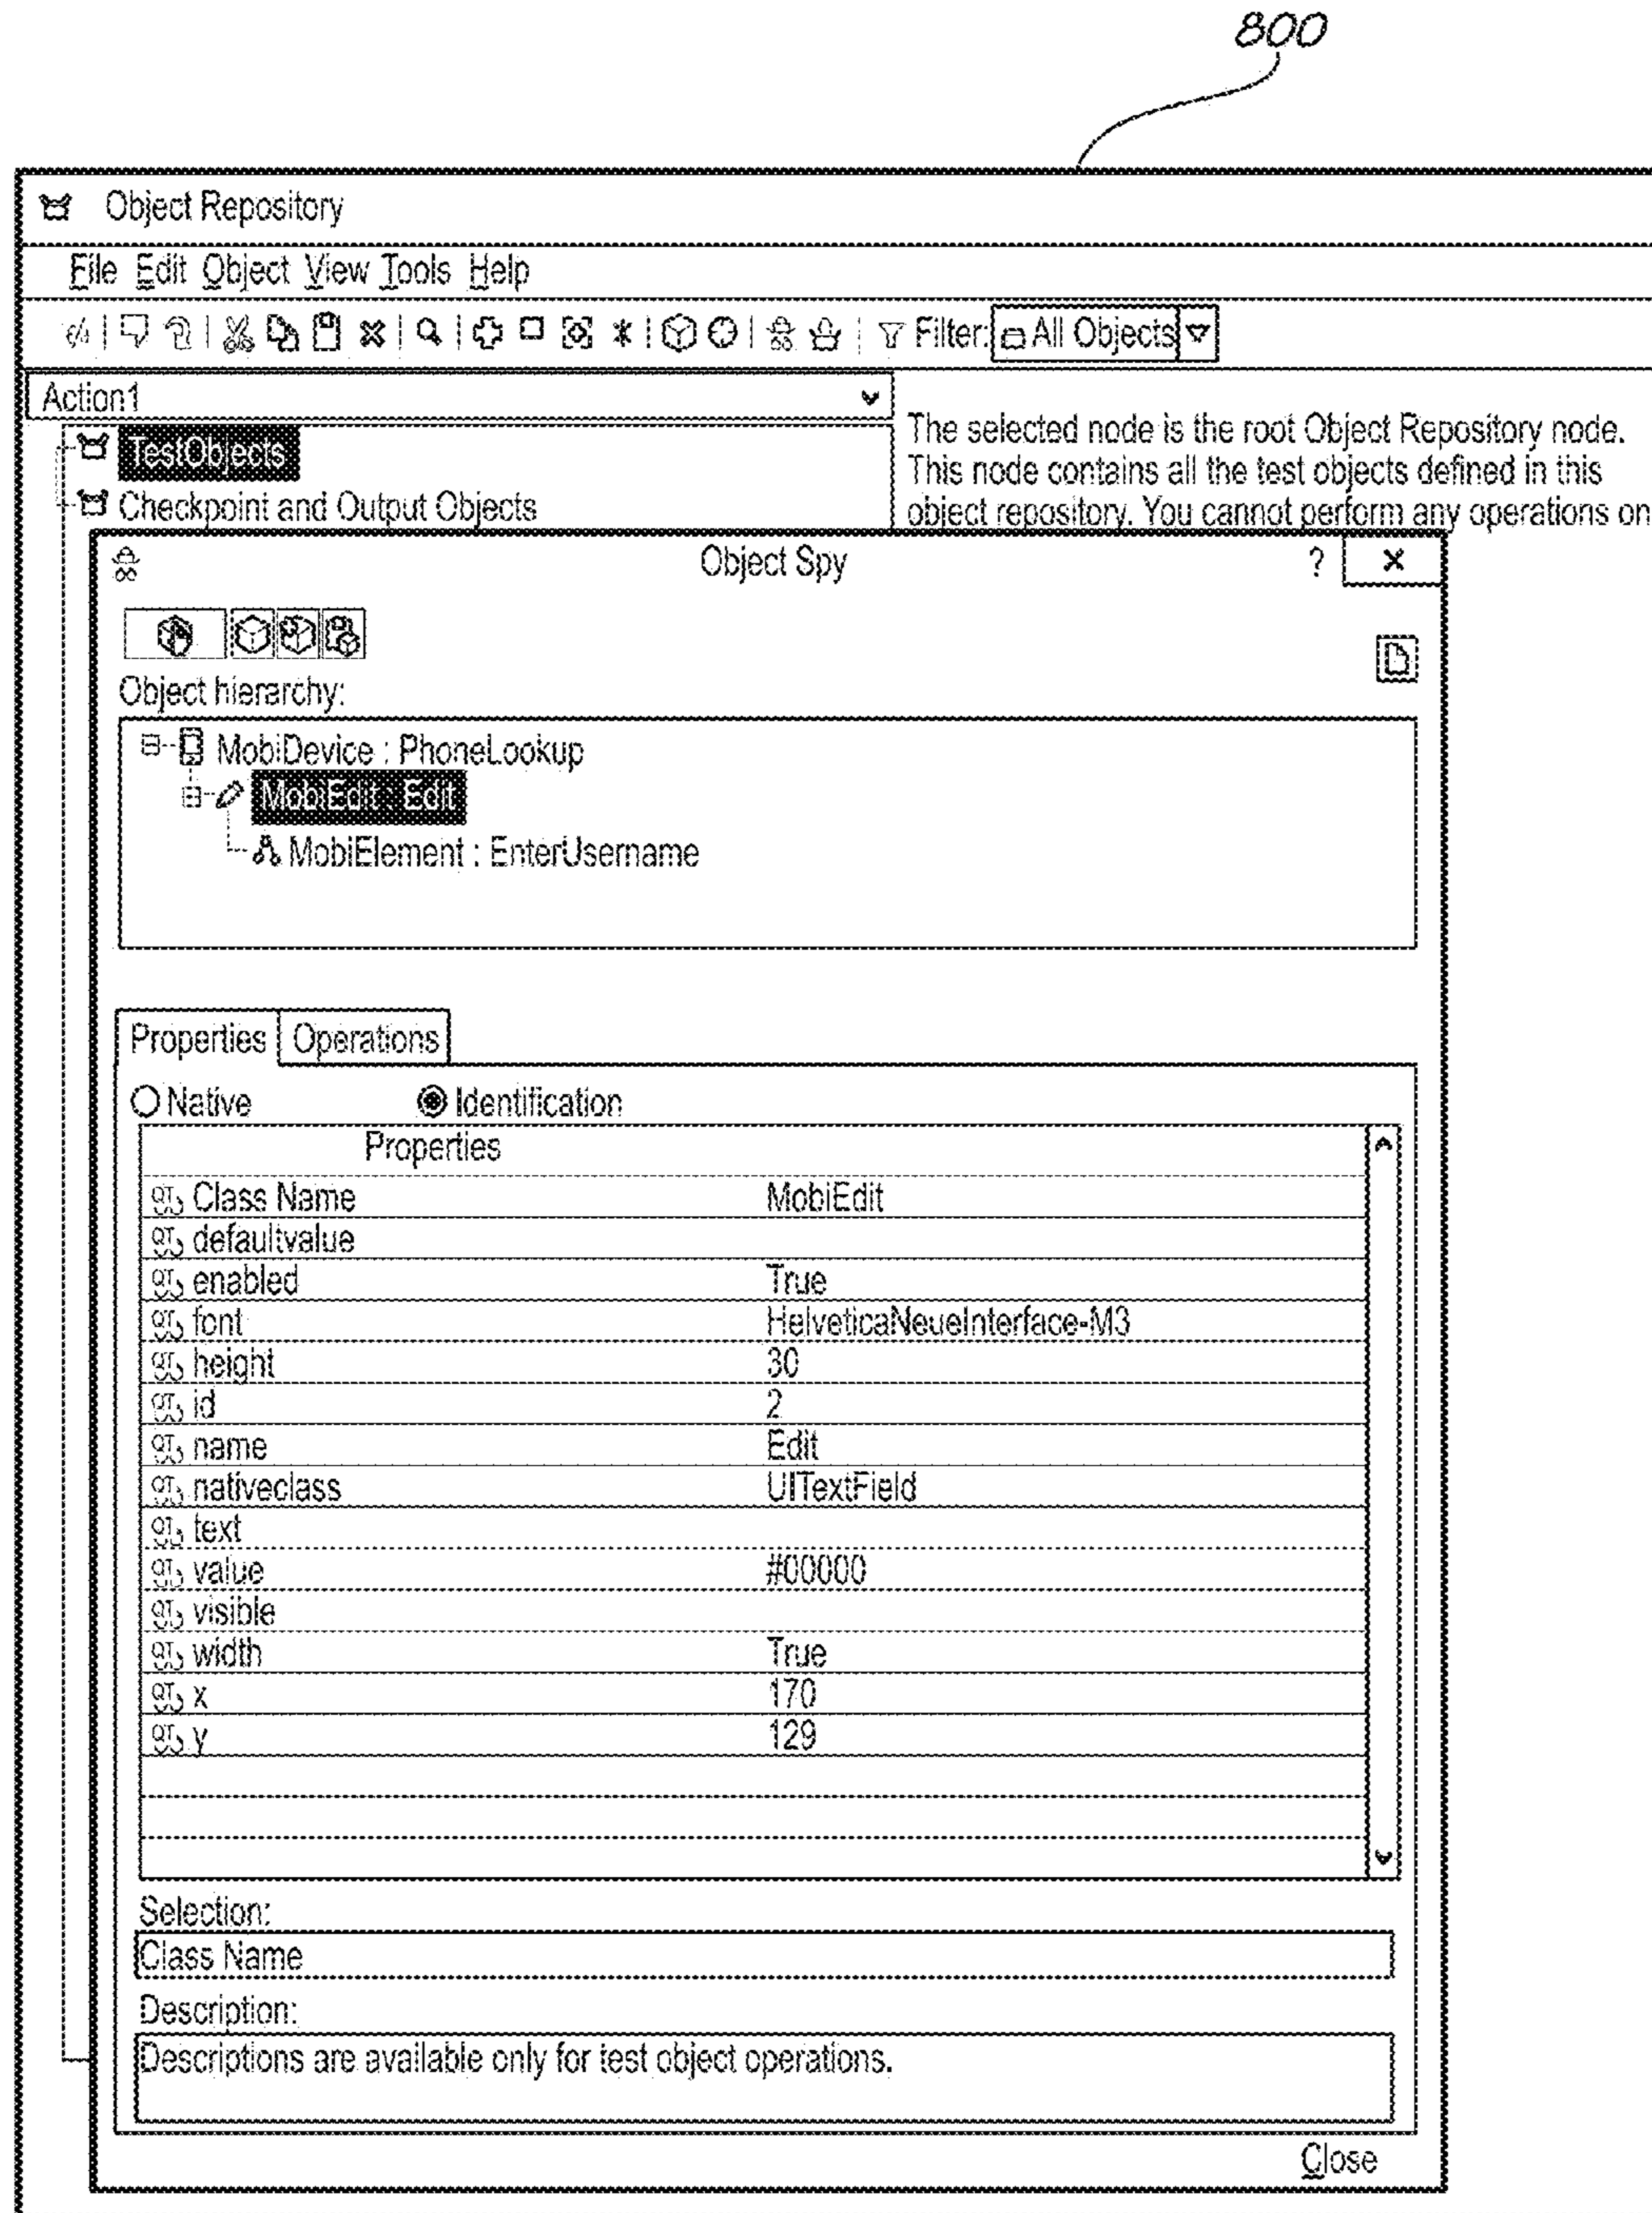 800
Object Repository
File Edit Object View Tools Help
Filter: All Objects
Action1
TestObjects
Checkpoint and Output Objects
The selected node is the root Object Repository node.
This node contains all the test objects defined in this
object repository. You cannot perform any operations on
Object Spy ? ×
Object hierarchy:
MobiDevice : PhoneLookup
MobiEdit : Edit
MobiElement : EnterUsername
Properties Operations
Native Identification
Properties
Class Name MobiEdit
defaultvalue
enabled True
font HelveticaNeueInterface-M3
height 30
id 2
name Edit
nativeclass UITextField
text
value #00000
visible
width True
x 170
y 129
Selection:
Class Name
Description:
Descriptions are available only for test object operations.
Close